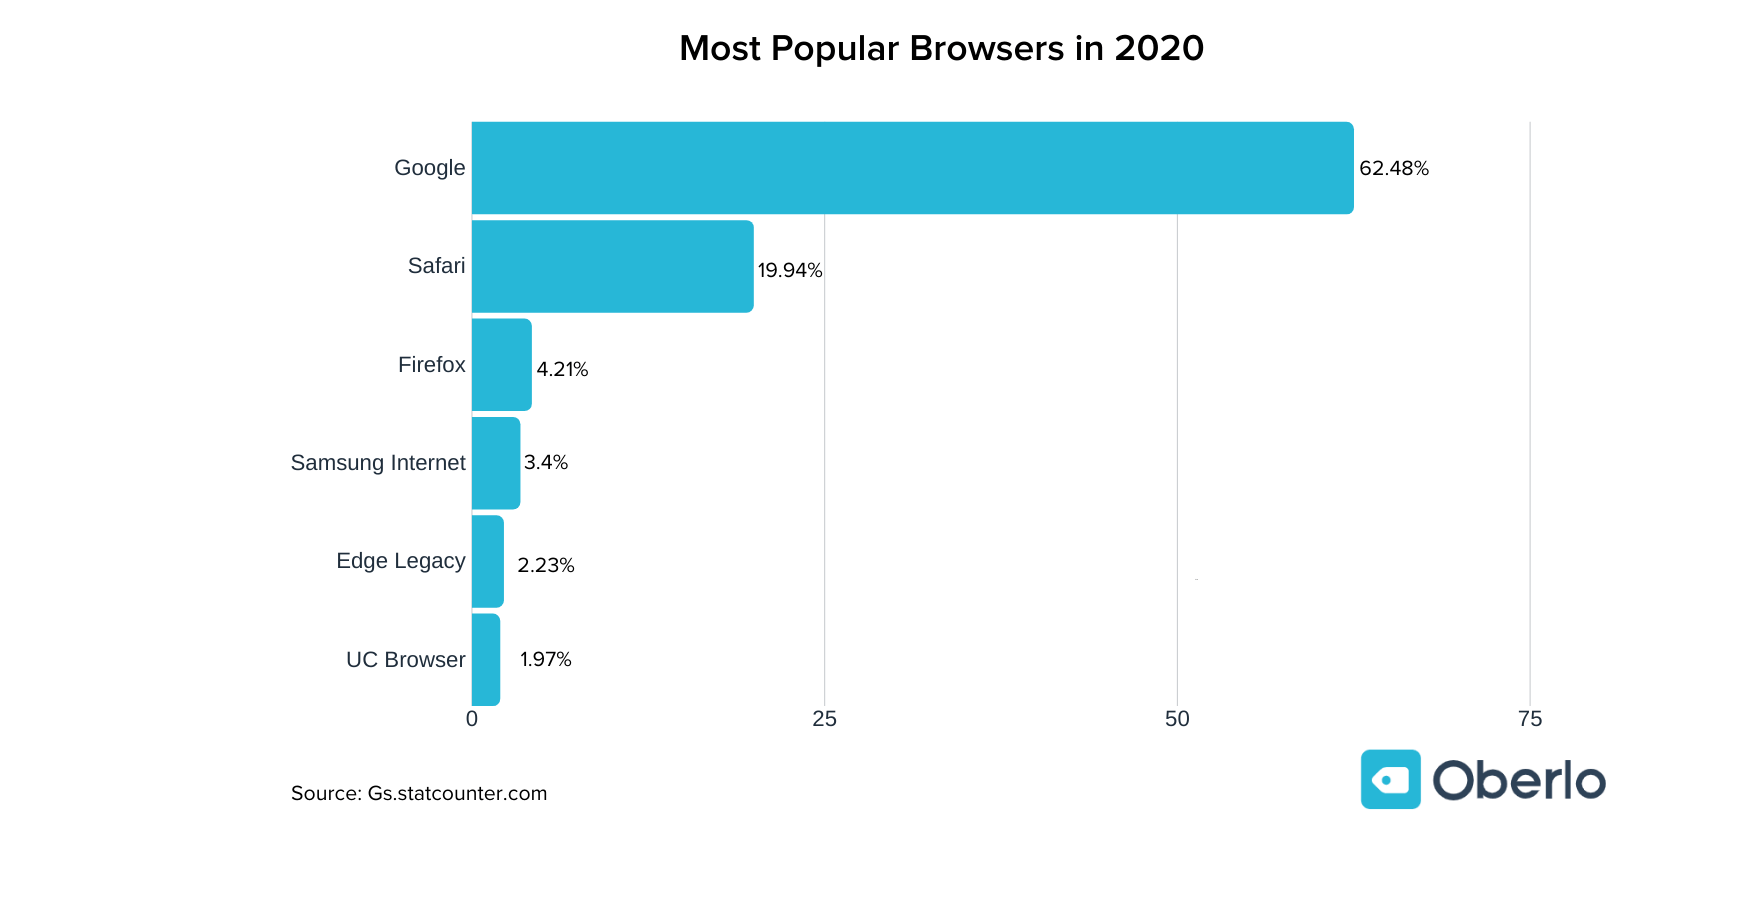 Most Popular Browsers in 2020
Google
62.48%
Safari
19.94%
Firefox
4.21%
Samsung Internet
3.4%
Edge Legacy
2.23%
UC Browser
1.97%
0 25 50 75
Source: Gs.statcounter.com
Oberlo